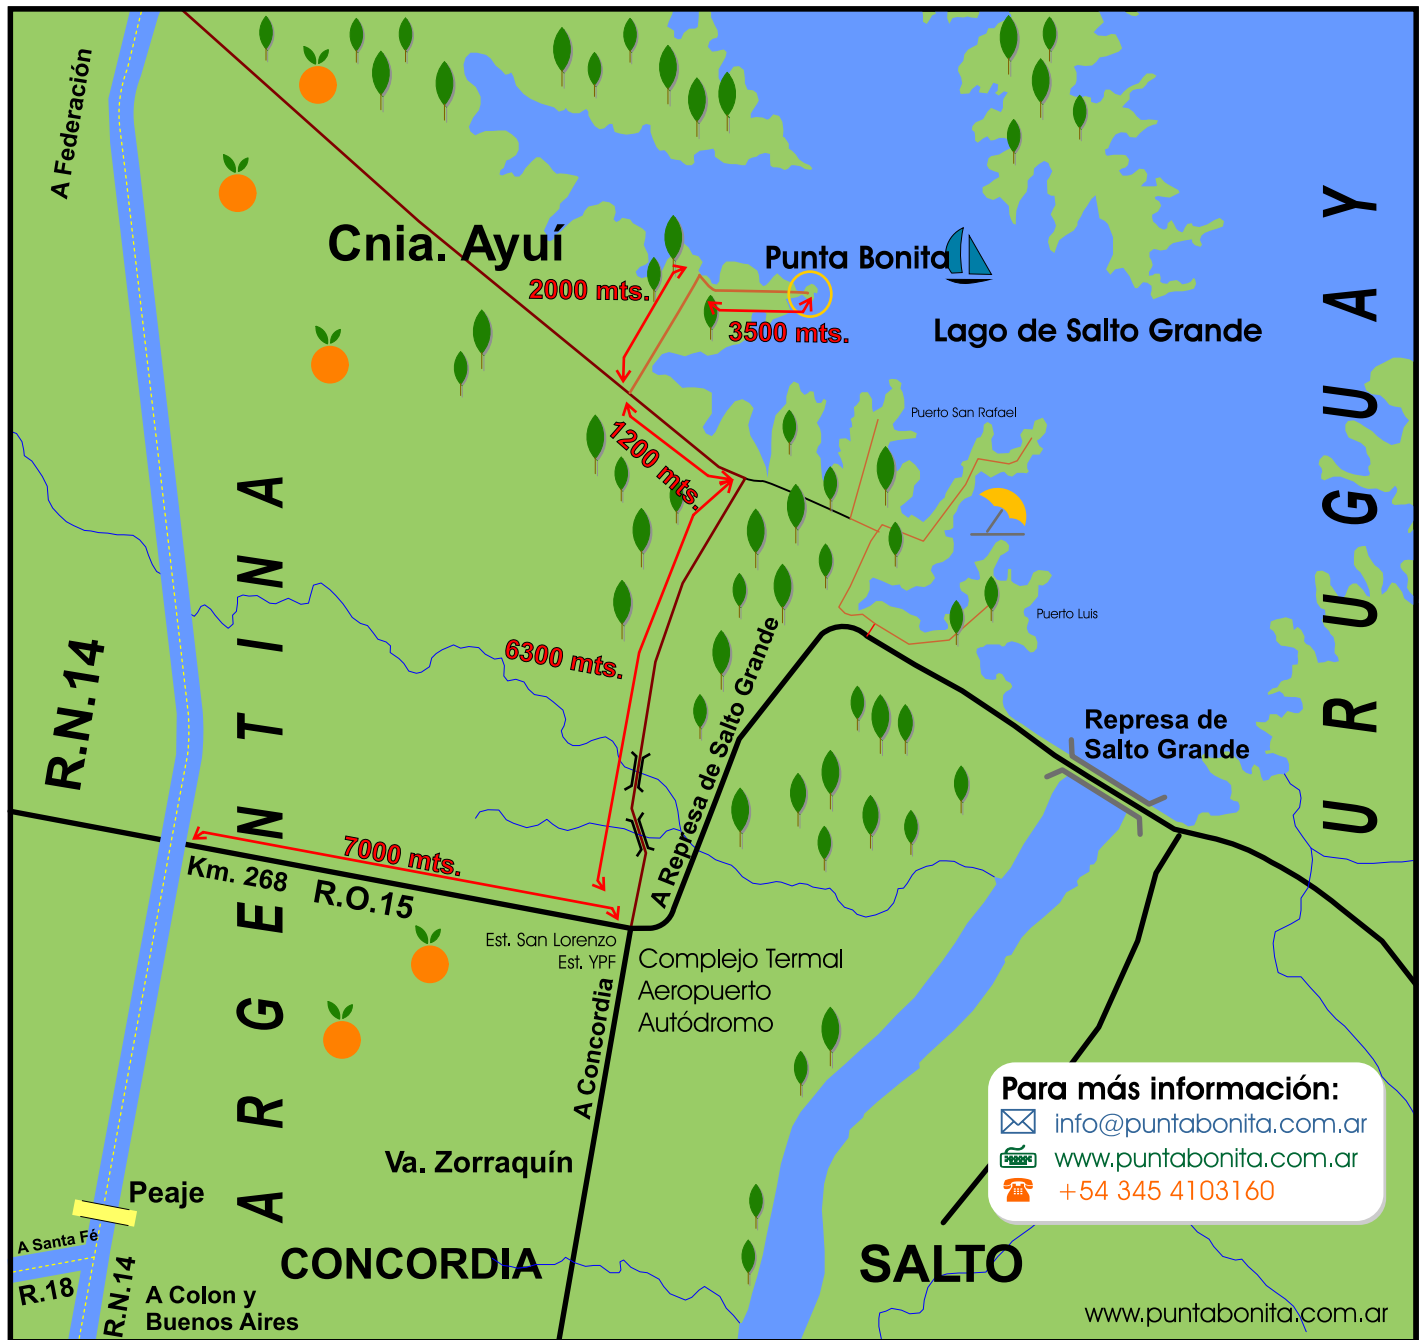 A Federación
Cnia. Ayuí
Punta Bonita
2000 mts.
3500 mts.
Lago de Salto Grande
URUGUAY
Puerto San Rafael
1200 mts.
ARGENTINA
Puerto Luis
6300 mts.
R.N.14
A Represa de Salto Grande
Represa de
Salto Grande
7000 mts.
Km. 268
R.O.15
Est. San Lorenzo
Est. YPF
Complejo Termal
Aeropuerto
Autódromo
A Concordia
Para más información:
info@puntabonita.com.ar
www.puntabonita.com.ar
+54 345 4103160
Va. Zorraquín
Peaje
A Santa Fé
R.18
R.N.14
A Colon y
Buenos Aires
CONCORDIA
SALTO
www.puntabonita.com.ar